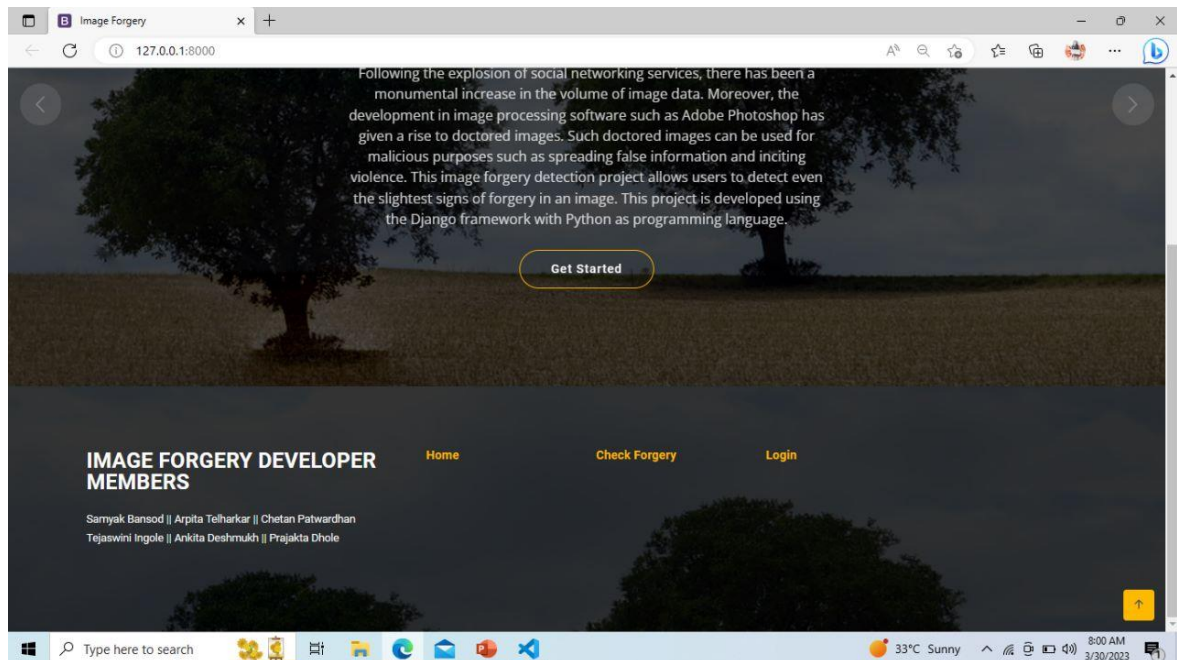 B Image Forgery
127.0.0.1:8000
Following the explosion of social networking services, there has been a
monumental increase in the volume of image data. Moreover, the
development in image processing software such as Adobe Photoshop has
given a rise to doctored images. Such doctored images can be used for
malicious purposes such as spreading false information and inciting
violence. This image forgery detection project allows users to detect even
the slightest signs of forgery in an image. This project is developed using
the Django framework with Python as programming language.
Get Started
IMAGE FORGERY DEVELOPER
MEMBERS
Home
Check Forgery
Login
Samyak Bansod || Arpita Telharkar || Chetan Patwardhan
Tejaswini Ingole || Ankita Deshmukh || Prajakta Dhole
Type here to search
33°C Sunny
8:00 AM
3/30/2023